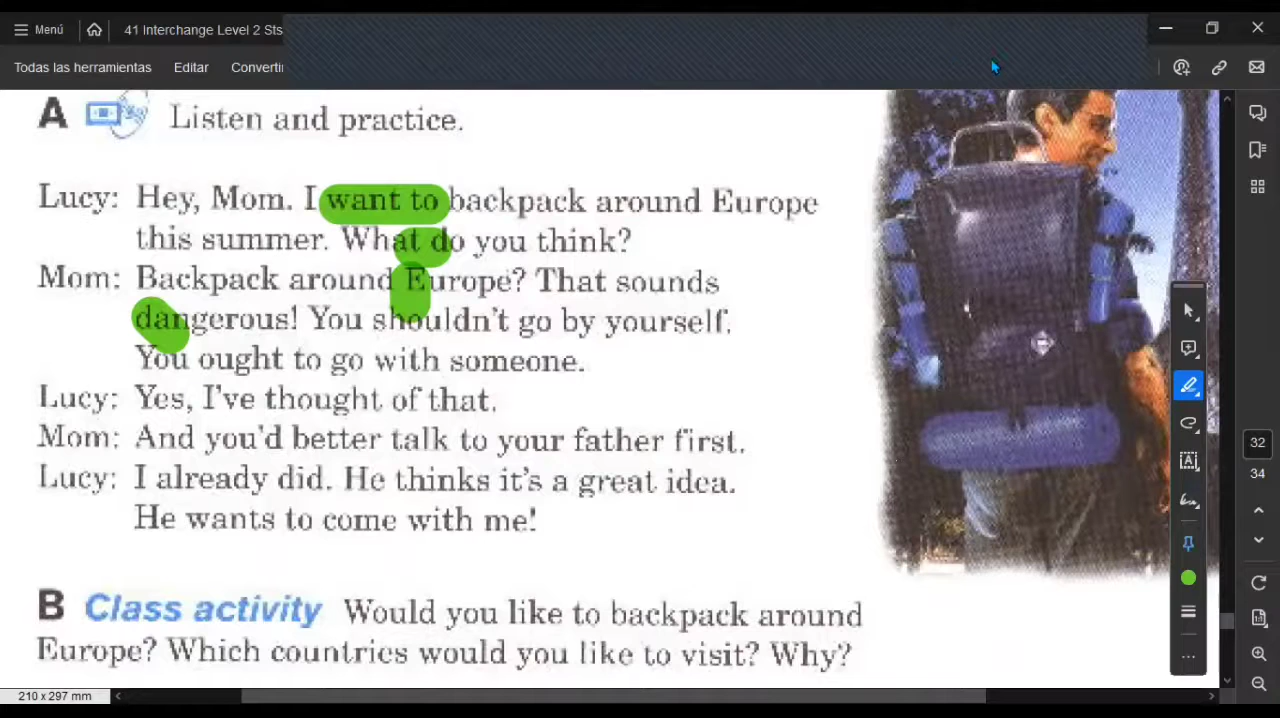 Menú
41 Interchange Level 2 Sts
Todas las herramientas Editar Convertir
A Listen and practice.
Lucy: Hey, Mom. I want to backpack around Europe
this summer. What do you think?
Mom: Backpack around Europe? That sounds
dangerous! You shouldn't go by yourself.
You ought to go with someone.
Lucy: Yes, I've thought of that.
Mom: And you'd better talk to your father first.
Lucy: I already did. He thinks it's a great idea.
He wants to come with me!
B Class activity Would you like to backpack around
Europe? Which countries would you like to visit? Why?
32
34
210 x 297 mm